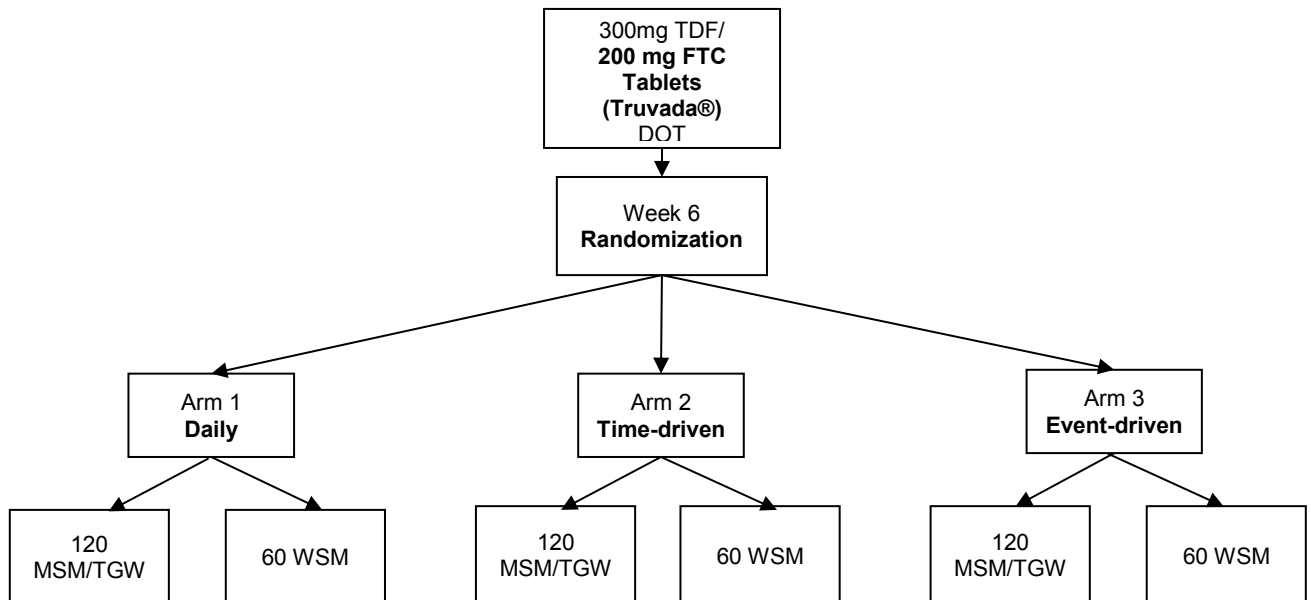 300mg TDF/
200 mg FTC
Tablets
(Truvada®)
DOT
Week 6
Randomization
Arm 1
Daily
Arm 2
Time-driven
Arm 3
Event-driven
120
MSM/TGW
60 WSM
120
MSM/TGW
60 WSM
120
MSM/TGW
60 WSM